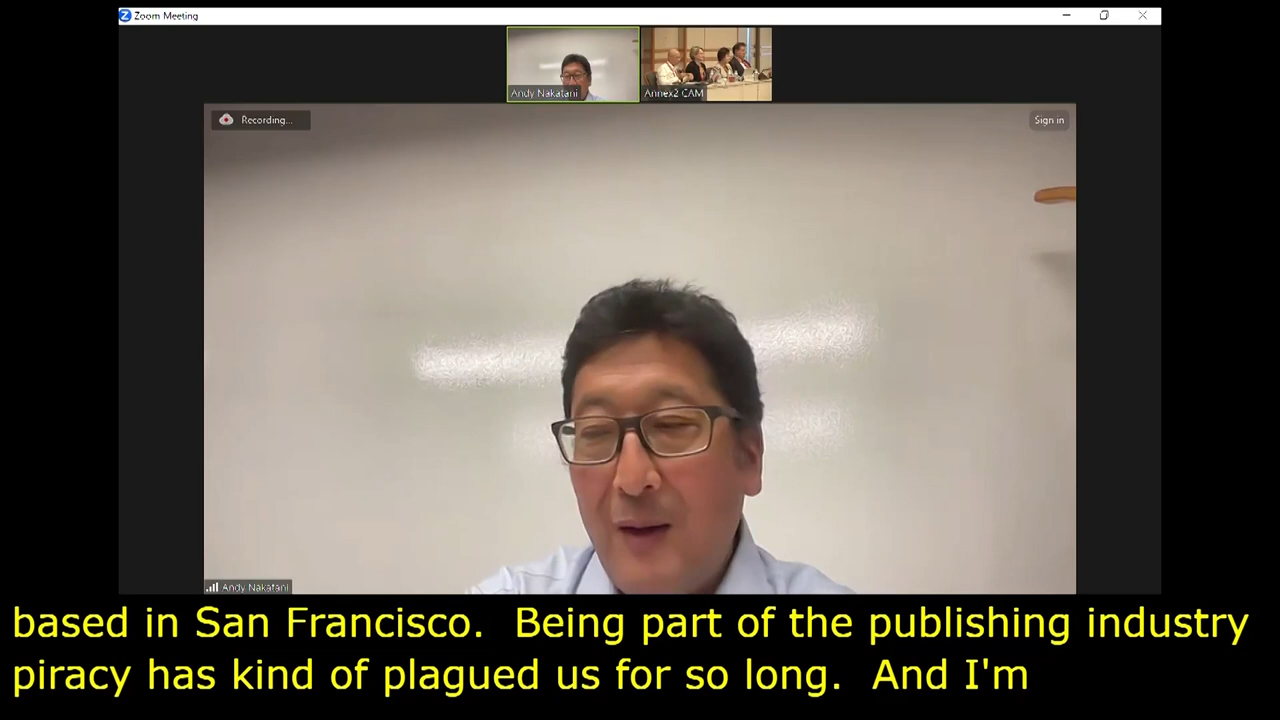 Zoom Meeting
Andy Nakatani
Annex2 CAM
Recording...
Sign in
Andy Nakatani
based in San Francisco.  Being part of the publishing industry
piracy has kind of plagued us for so long.  And I'm